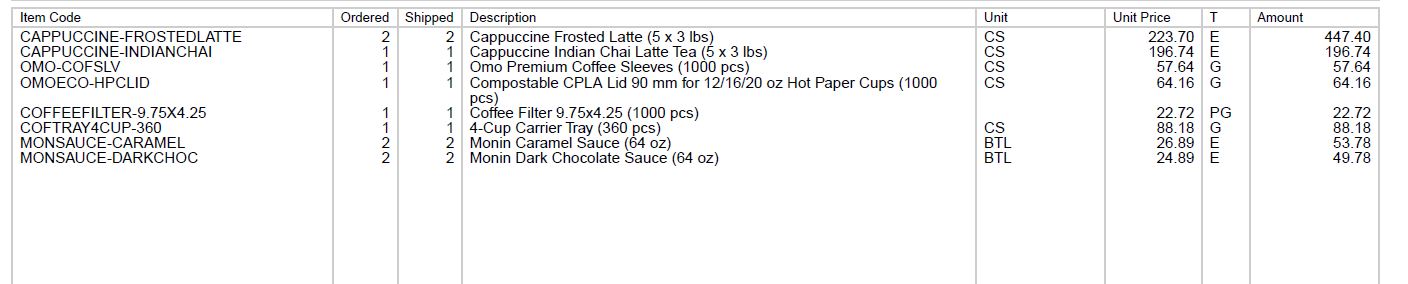 Item Code Ordered Shipped Description Unit Unit Price T Amount
CAPPUCCINE-FROSTEDLATTE 2 2 Cappuccine Frosted Latte (5 x 3 lbs) CS 223.70 E 447.40
CAPPUCCINE-INDIANCHAI 1 1 Cappuccine Indian Chai Latte Tea (5 x 3 lbs) CS 196.74 E 196.74
OMO-COFSLV 1 1 Omo Premium Coffee Sleeves (1000 pcs) CS 57.64 G 57.64
OMOECO-HPCLID 1 1 Compostable CPLA Lid 90 mm for 12/16/20 oz Hot Paper Cups (1000 CS 64.16 G 64.16
pcs)
COFFEEFILTER-9.75X4.25 1 1 Coffee Filter 9.75x4.25 (1000 pcs) 22.72 PG 22.72
COFTRAY4CUP-360 1 1 4-Cup Carrier Tray (360 pcs) CS 88.18 G 88.18
MONSAUCE-CARAMEL 2 2 Monin Caramel Sauce (64 oz) BTL 26.89 E 53.78
MONSAUCE-DARKCHOC 2 2 Monin Dark Chocolate Sauce (64 oz) BTL 24.89 E 49.78